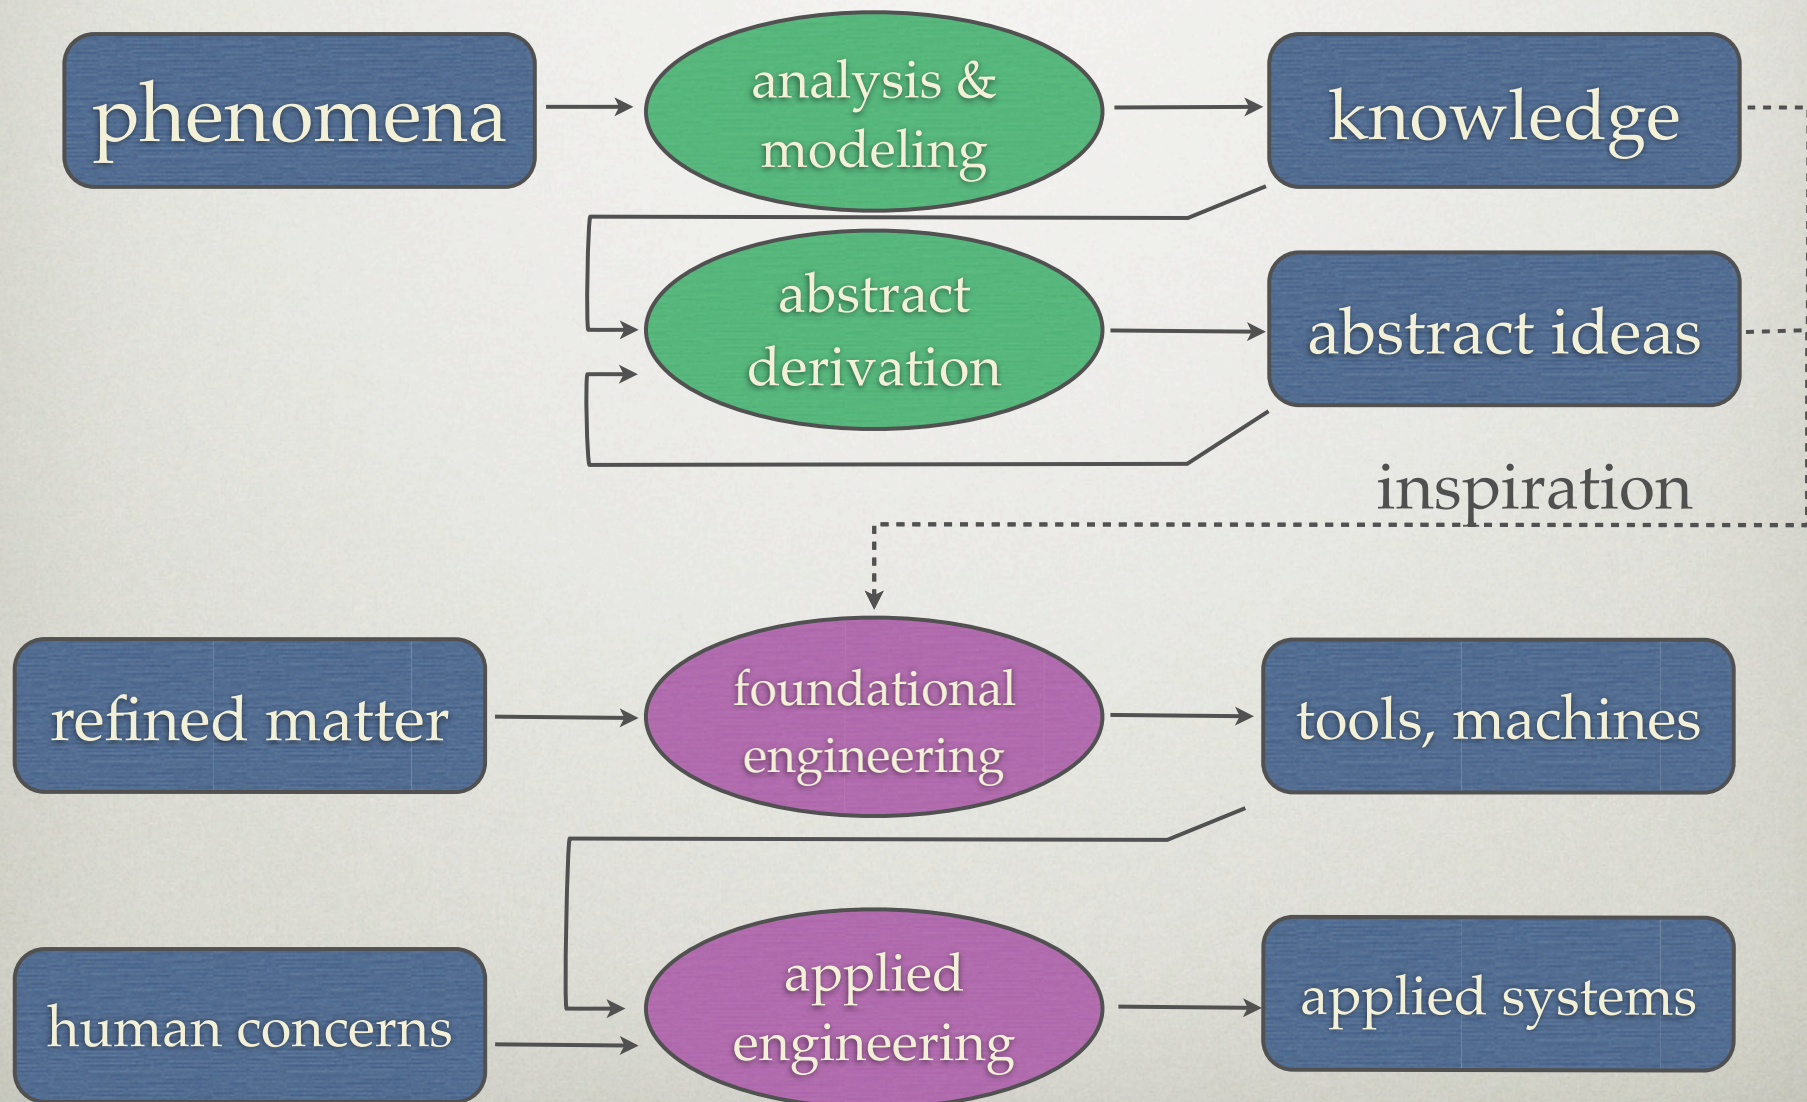 phenomena
analysis &
modeling
knowledge
abstract
derivation
abstract ideas
inspiration
refined matter
foundational
engineering
tools, machines
human concerns
applied
engineering
applied systems